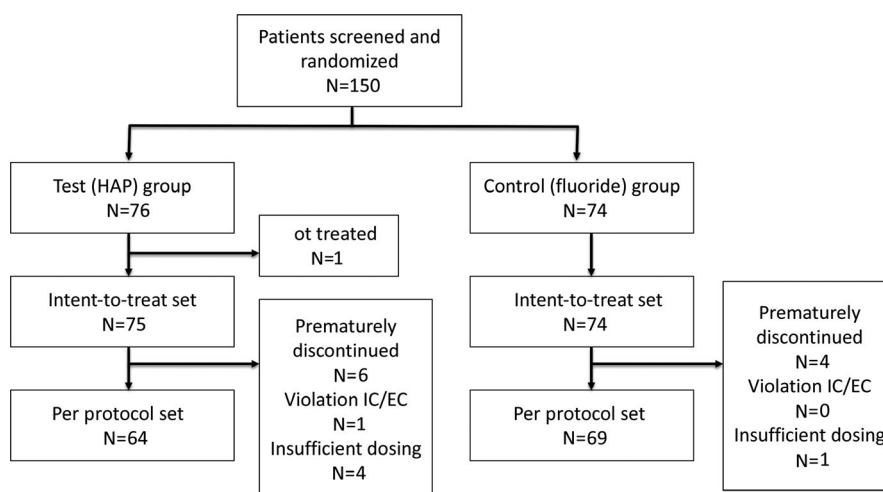 Patients screened and
randomized
N=150
Test (HAP) group
N=76
Control (fluoride) group
N=74
ot treated
N=1
Intent-to-treat set
N=75
Intent-to-treat set
N=74
Prematurely
discontinued
N=6
Violation IC/EC
N=1
Insufficient dosing
N=4
Prematurely
discontinued
N=4
Violation IC/EC
N=0
Insufficient dosing
N=1
Per protocol set
N=64
Per protocol set
N=69